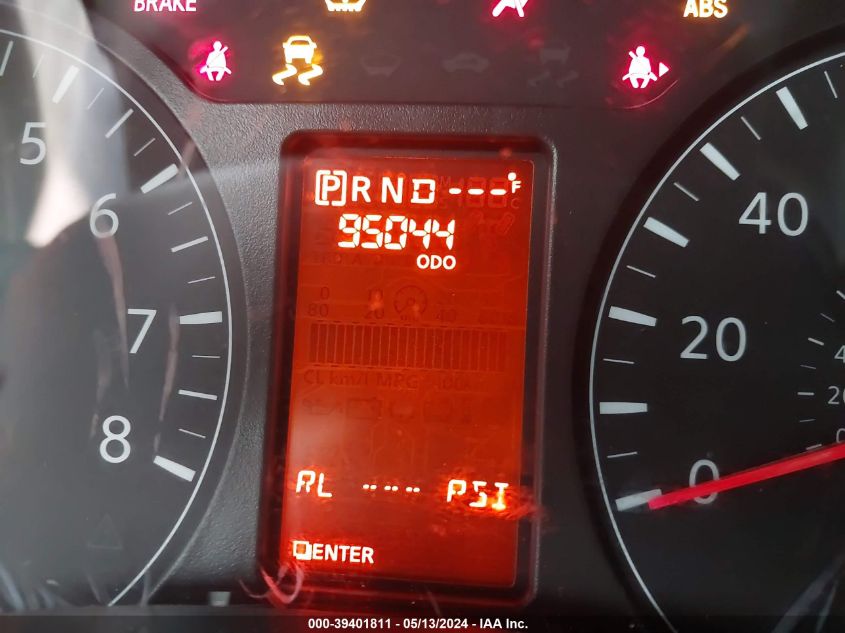 BRAKE
ABS
5
6
7
8
[P] R N D ---°F
95044
ODO
RL --- PSI
ENTER
40
20
0
000-39401811 - 05/13/2024 - IAA Inc.